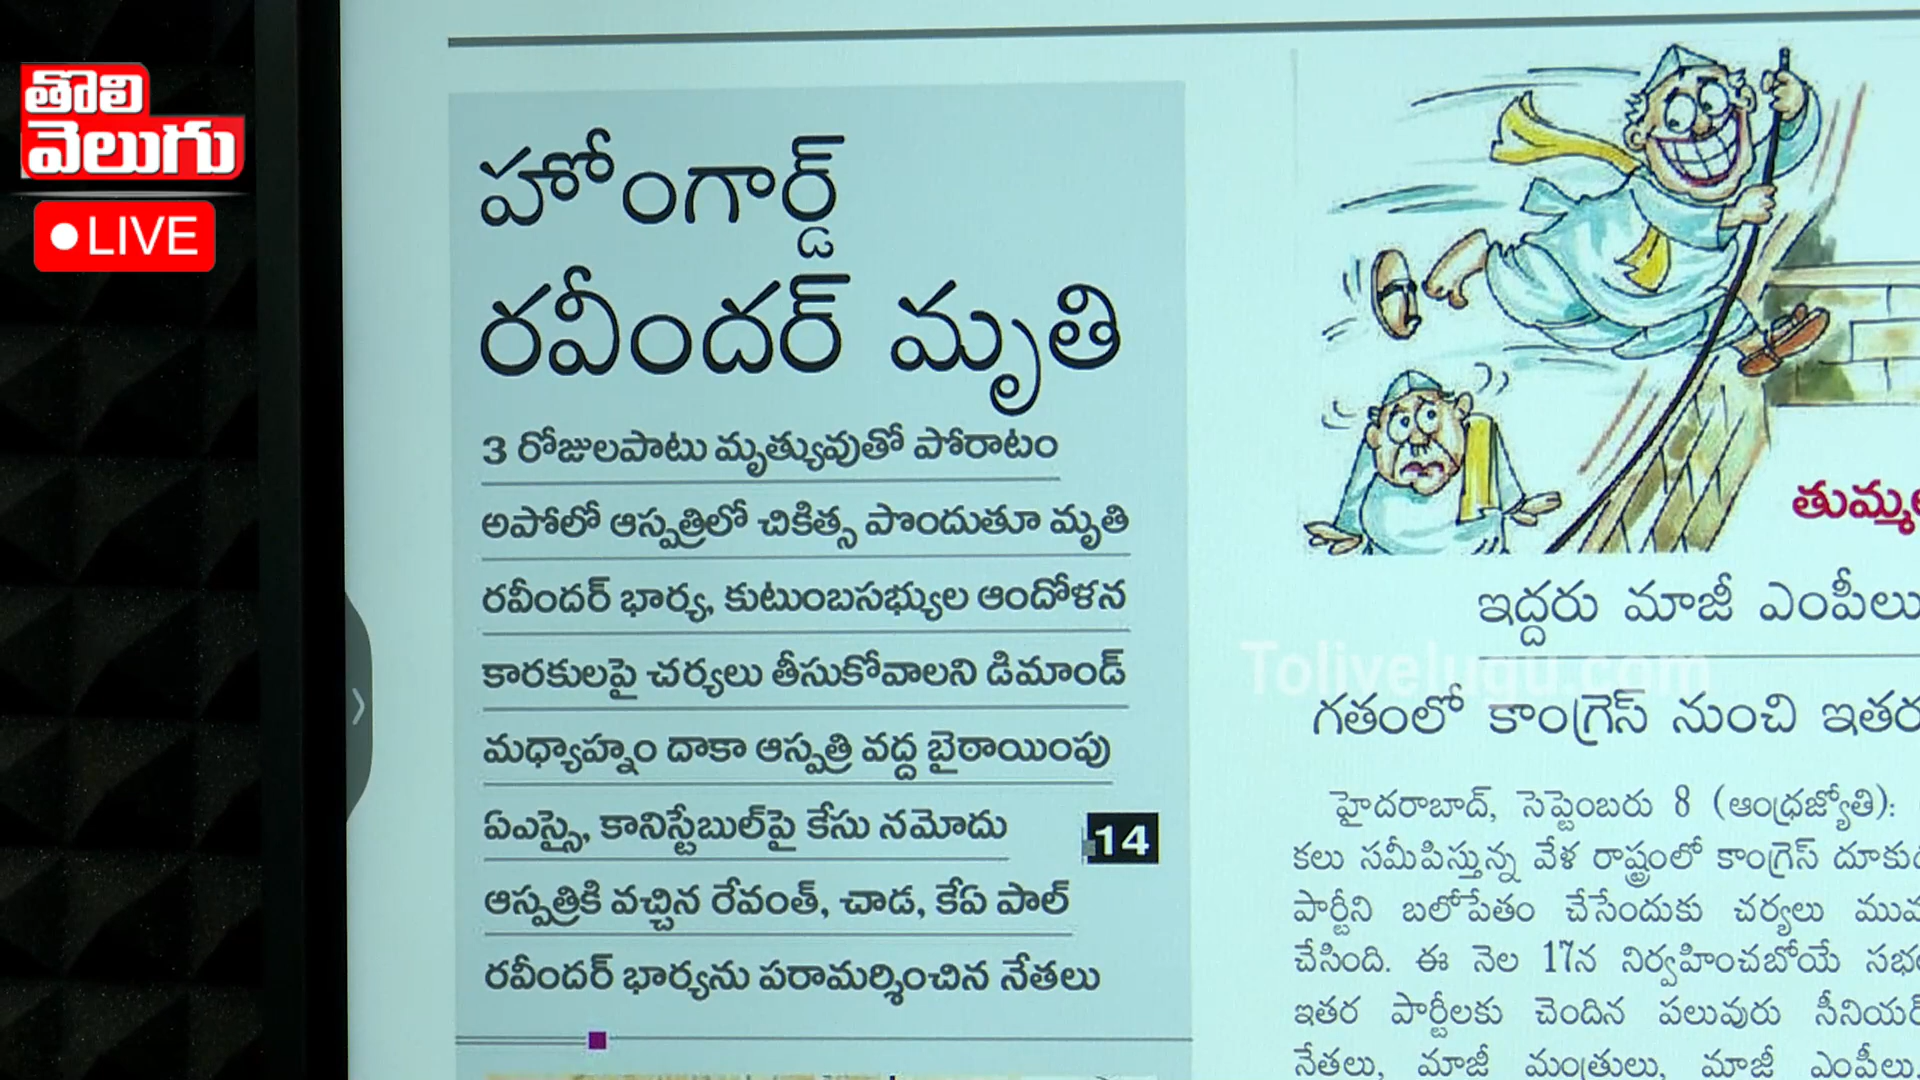 తొలి
వెలుగు
LIVE
హోంగార్డ్
రవీందర్ మృతి
3 రోజులపాటు మృత్యువుతో పోరాటం
అపోలో ఆస్పత్రిలో చికిత్స పొందుతూ మృతి
రవీందర్ భార్య, కుటుంబసభ్యుల ఆందోళన
కారకులపై చర్యలు తీసుకోవాలని డిమాండ్
మధ్యాహ్నం దాకా ఆస్పత్రి వద్ద బైఠాయింపు
ఏఎస్సై, కానిస్టేబుల్‌పై కేసు నమోదు
14
ఆస్పత్రికి వచ్చిన రేవంత్, చాడ, కేఏ పాల్
రవీందర్ భార్యను పరామర్శించిన నేతలు
ఇద్దరు మాజీ ఎంపీలు
Tolivelugu.com
గతంలో కాంగ్రెస్ నుంచి ఇతర
హైదరాబాద్, సెప్టెంబరు 8 (ఆంధ్రజ్యోతి):
కలు సమీపిస్తున్న వేళ రాష్ట్రంలో కాంగ్రెస్
పార్టీని బలోపేతం చేసేందుకు చర్యలు
చేసింది. ఈ నెల 17న నిర్వహించబోయే
ఇతర పార్టీలకు చెందిన పలువురు సీనియర్
నేతలు, మాజీ మంత్రులు, మాజీ ఎంపీలు,